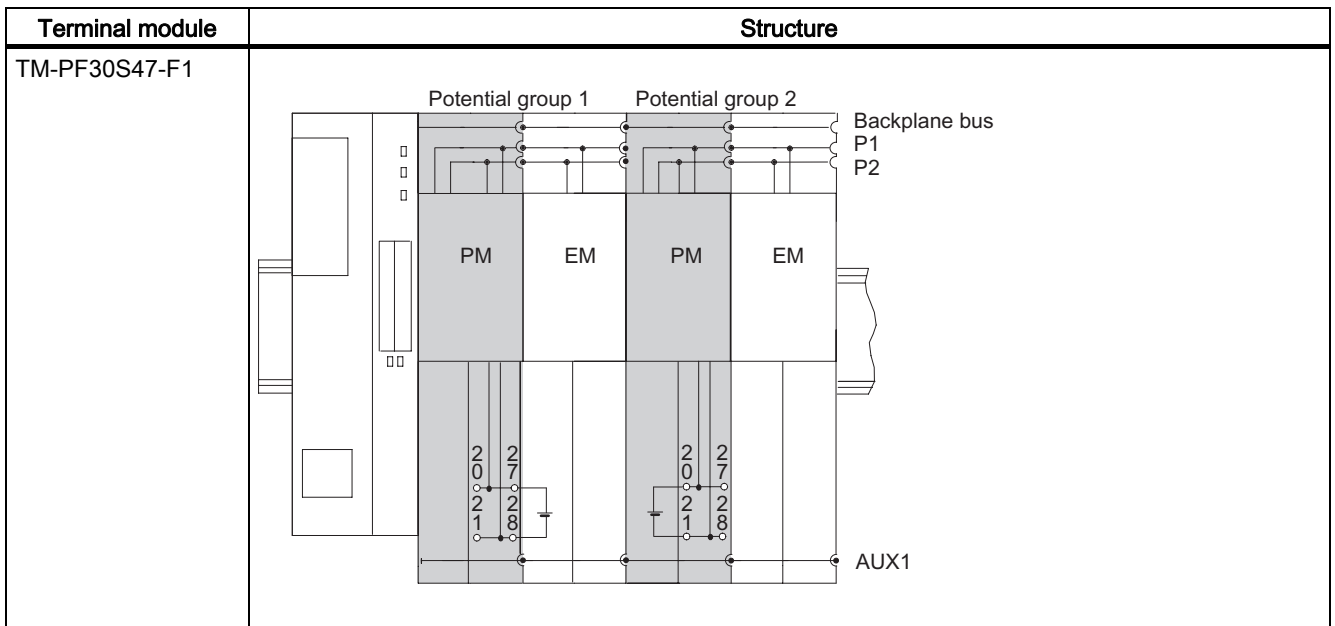 Terminal module Structure
TM-PF30S47-F1
Potential group 1 Potential group 2
Backplane bus
P1
P2
PM EM PM EM
20 27 20 27
21 28 21 28
AUX1